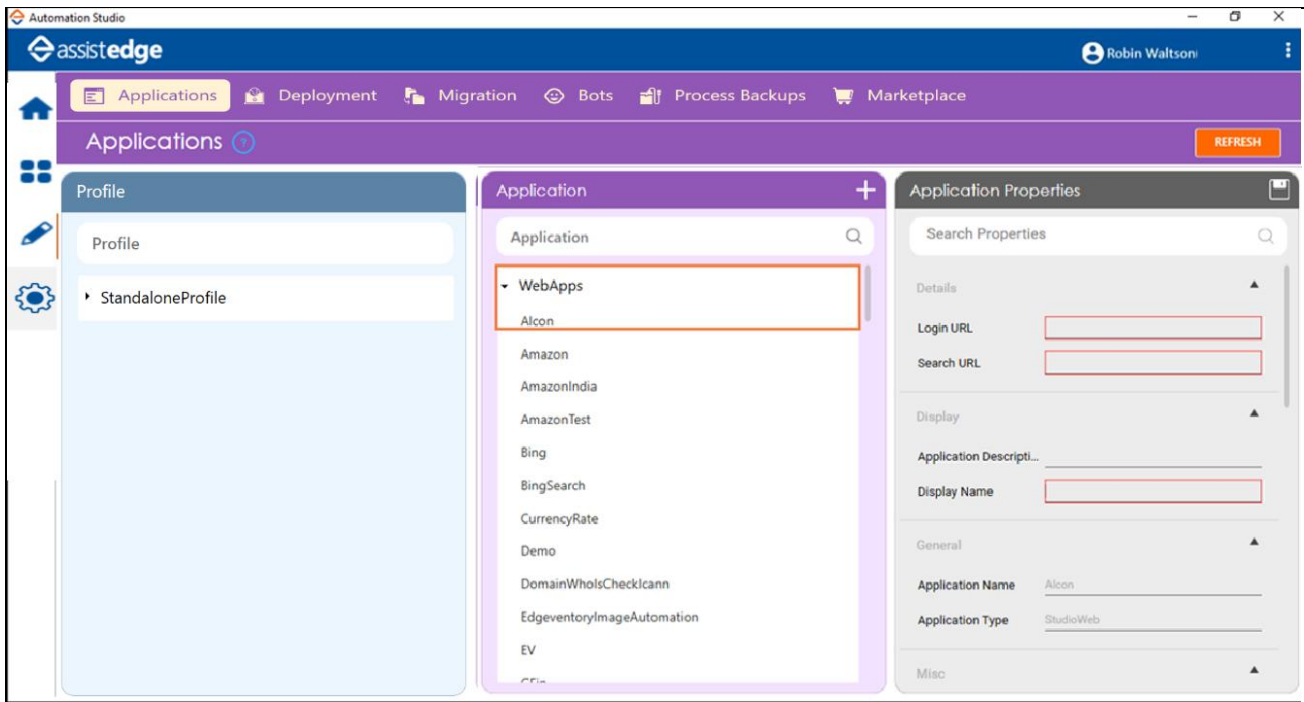 Automation Studio
assistedge
Robin Waltson
Applications Deployment Migration Bots Process Backups Marketplace
Applications ?
REFRESH
Profile
Profile
StandaloneProfile
Application
Application
WebApps
Alcon
Amazon
AmazonIndia
AmazonTest
Bing
BingSearch
CurrencyRate
Demo
DomainWhoIsCheckIcann
EdgeventoryImageAutomation
EV
Application Properties
Search Properties
Details
Login URL
Search URL
Display
Application Descripti...
Display Name
General
Application Name Alcon
Application Type StudioWeb
Misc